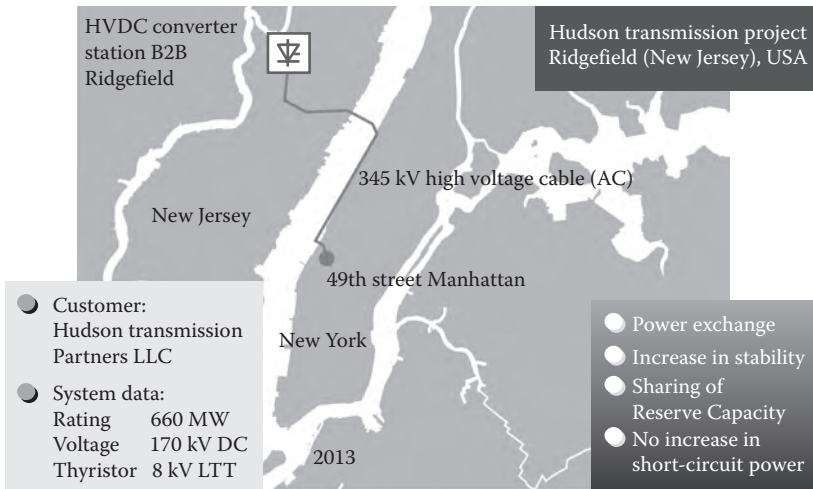 HVDC converter
station B2B
Ridgefield
Hudson transmission project
Ridgefield (New Jersey), USA
345 kV high voltage cable (AC)
New Jersey
49th street Manhattan
New York
2013
Customer:
Hudson transmission
Partners LLC
System data:
Rating 660 MW
Voltage 170 kV DC
Thyristor 8 kV LTT
Power exchange
Increase in stability
Sharing of
Reserve Capacity
No increase in
short-circuit power